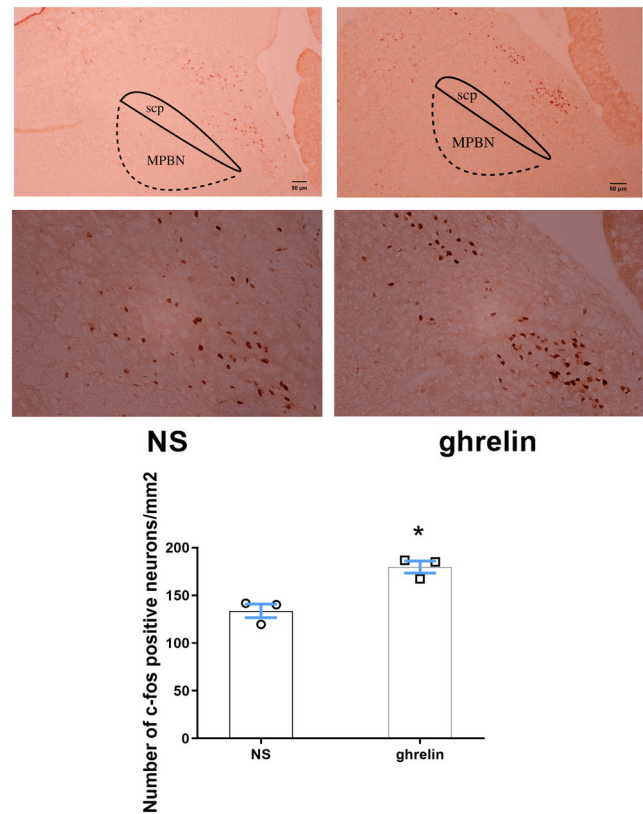 scp
MPBN
50 µm
scp
MPBN
50 µm
NS
ghrelin
Number of c-fos positive neurons/mm2
200
150
100
50
0
*
NS
ghrelin